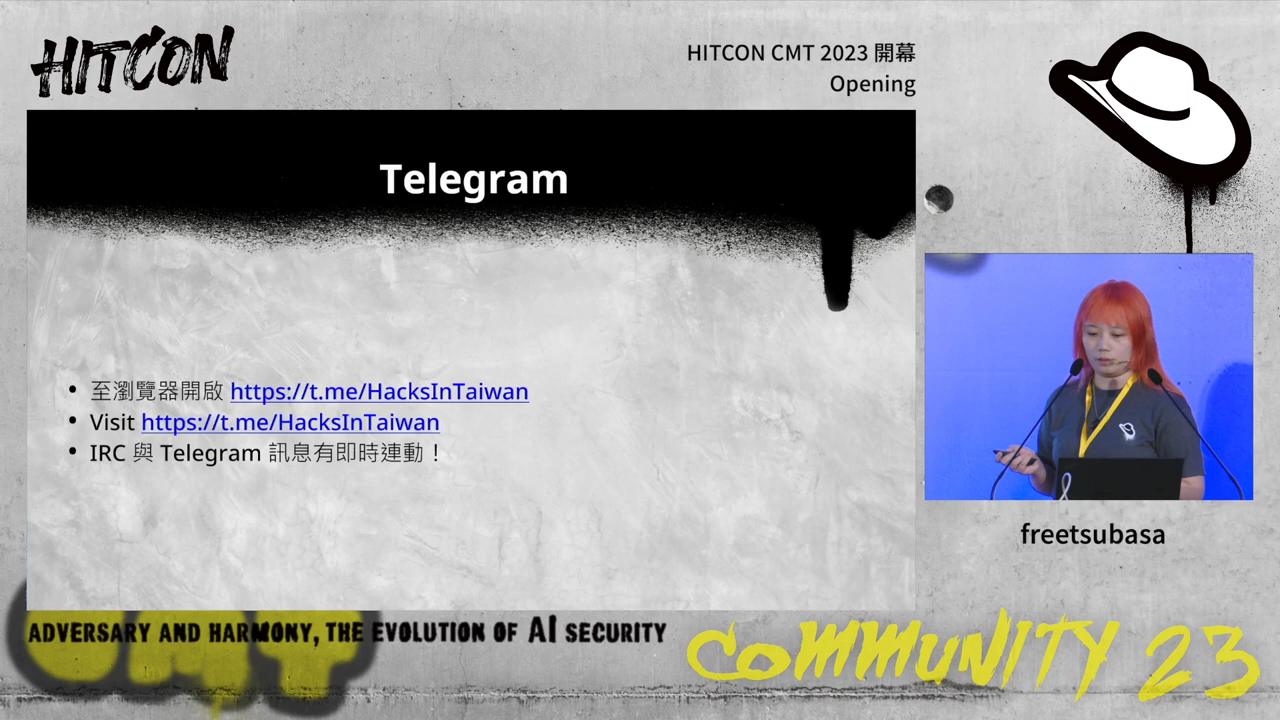 HITCON
HITCON CMT 2023 開幕
Opening
Telegram
• 至瀏覽器開啟 https://t.me/HacksInTaiwan
• Visit https://t.me/HacksInTaiwan
• IRC 與 Telegram 訊息有即時連動！
freetsubasa
CMT
ADVERSARY AND HARMONY, THE EVOLUTION OF AI SECURITY
COMMUNITY 23